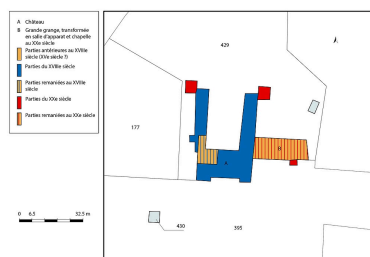 A Château
B Grande grange, transformée
en salle d'apparat et chapelle
au XXe siècle
Parties antérieures au XVIIIe
siècle (XVIe siècle ?)
Parties du XVIIIe siècle
Parties remaniées au XVIIIe
siècle
Parties du XXe siècle
Parties remaniées au XXe siècle
0 6.5 32.5 m
429
177
B
A
430
395